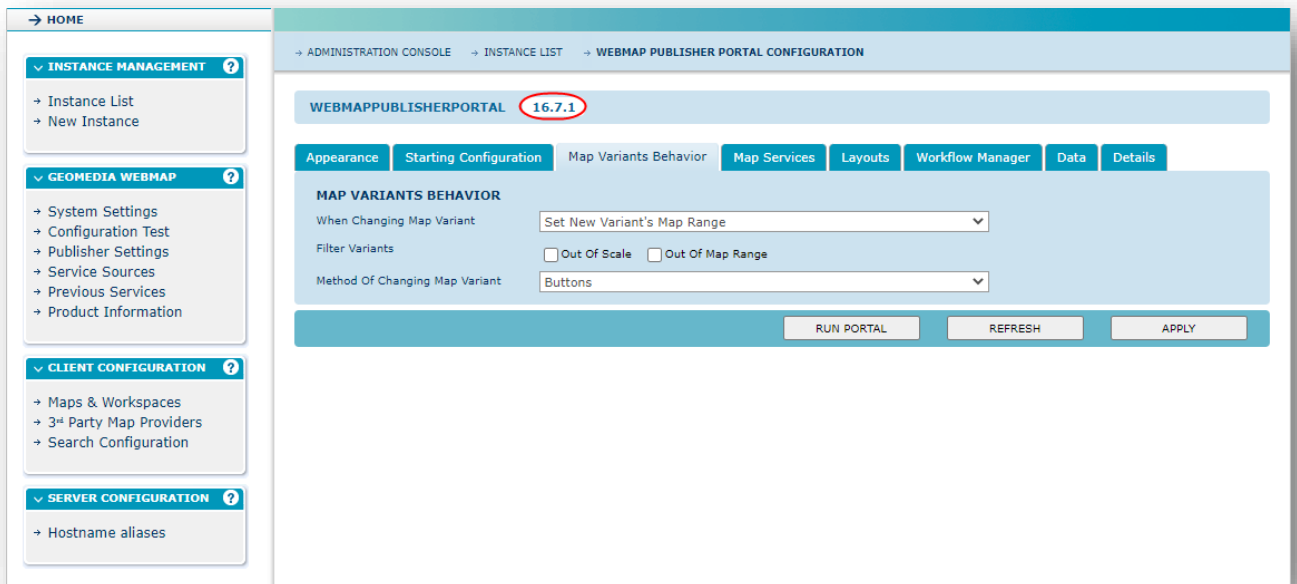 → HOME
→ ADMINISTRATION CONSOLE → INSTANCE LIST → WEBMAP PUBLISHER PORTAL CONFIGURATION
INSTANCE MANAGEMENT ?
→ Instance List
→ New Instance
GEOMEDIA WEBMAP ?
→ System Settings
→ Configuration Test
→ Publisher Settings
→ Service Sources
→ Previous Services
→ Product Information
CLIENT CONFIGURATION ?
→ Maps & Workspaces
→ 3rd Party Map Providers
→ Search Configuration
SERVER CONFIGURATION ?
→ Hostname aliases
WEBMAPPUBLISHERPORTAL 16.7.1
Appearance Starting Configuration Map Variants Behavior Map Services Layouts Workflow Manager Data Details
MAP VARIANTS BEHAVIOR
When Changing Map Variant Set New Variant's Map Range
Filter Variants Out Of Scale Out Of Map Range
Method Of Changing Map Variant Buttons
RUN PORTAL REFRESH APPLY